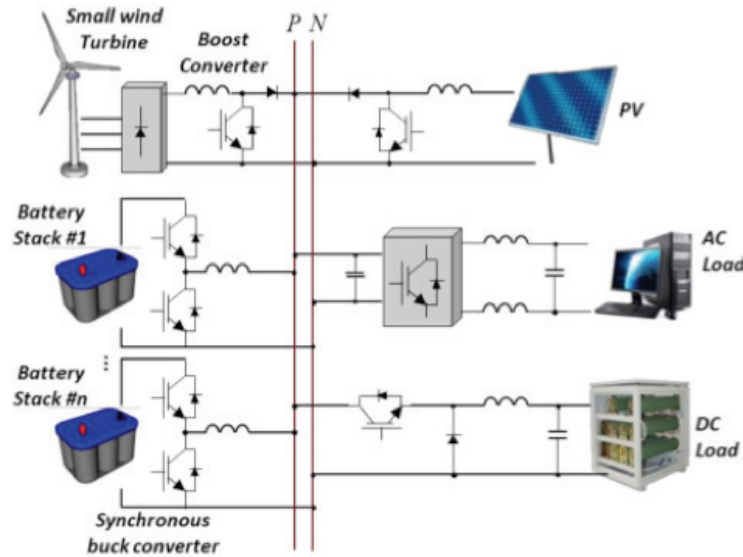 Small wind
Turbine
Boost
Converter
P N
PV
Battery
Stack #1
AC
Load
Battery
Stack #n
DC
Load
Synchronous
buck converter